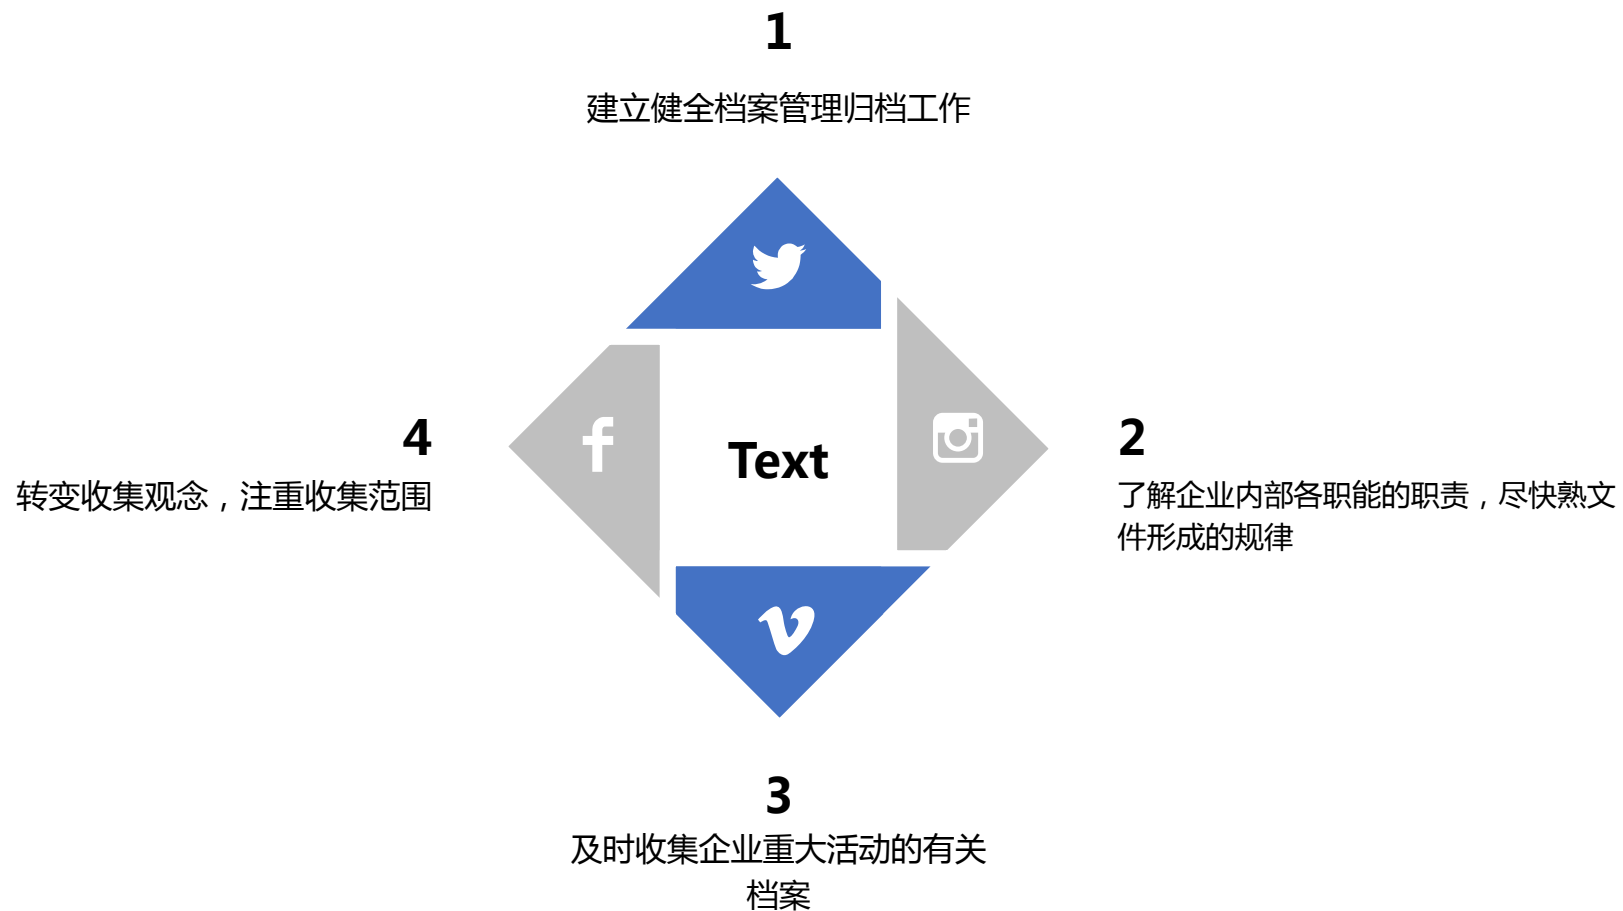 1
建立健全档案管理归档工作
4
转变收集观念，注重收集范围
Text
2
了解企业内部各职能的职责，尽快熟文
件形成的规律
3
及时收集企业重大活动的有关
档案